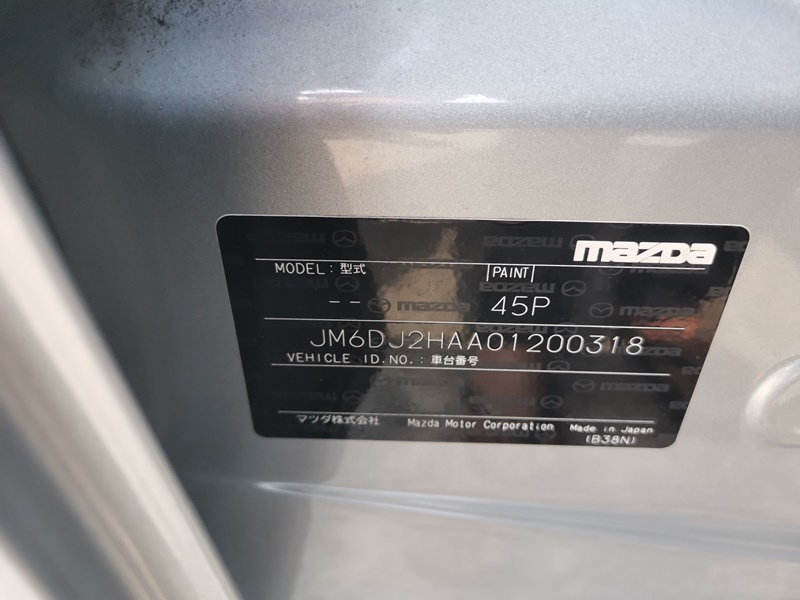 mazda
MODEL : 型式 PAINT
-- 45P
JM6DJ2HAA01200318
VEHICLE ID.NO. : 車台番号
マツダ株式会社 Mazda Motor Corporation Made in Japan
(B38N)